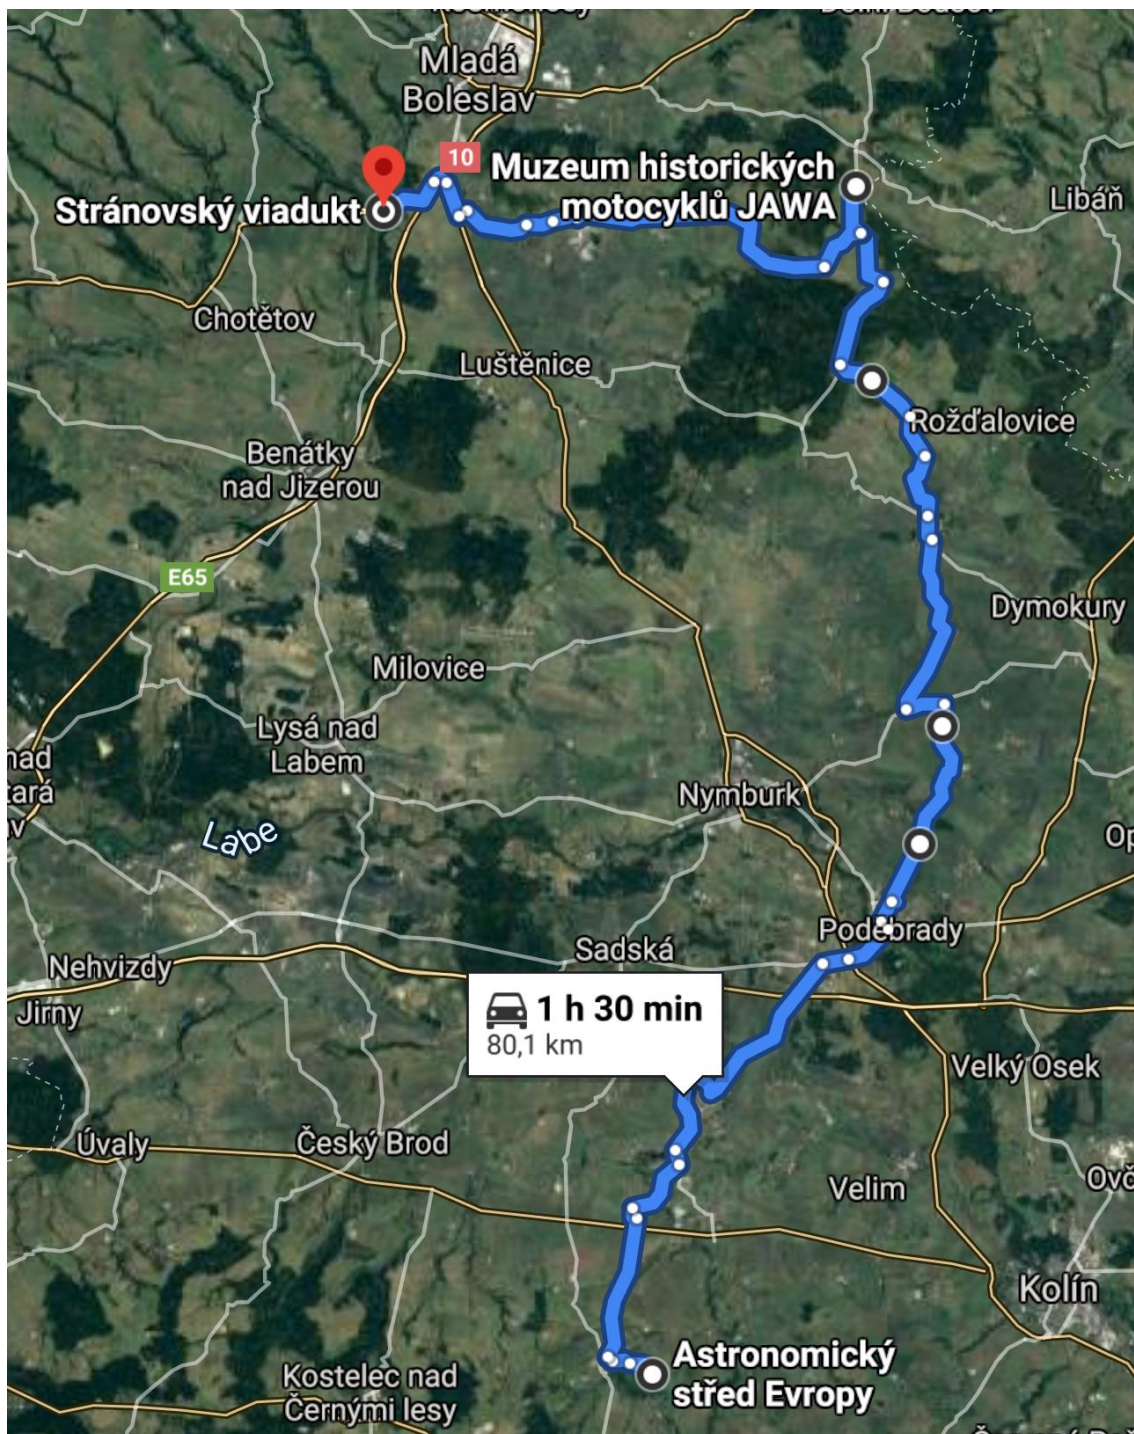 Mladá
Boleslav
10
Muzeum historických
motocyklů JAWA
Libáň
Stránovský viadukt
Chotětov
Luštěnice
Rožďalovice
Benátky
nad Jizerou
E65
Dymokury
Milovice
Lysá nad
Labem
nad
Nymburk
Labe
Poděbrady
Sadská
Nehvizdy
Jirny
1 h 30 min
80,1 km
Velký Osek
Úvaly
Český Brod
Velim
Kolín
Astronomický
střed Evropy
Kostelec nad
Černými lesy